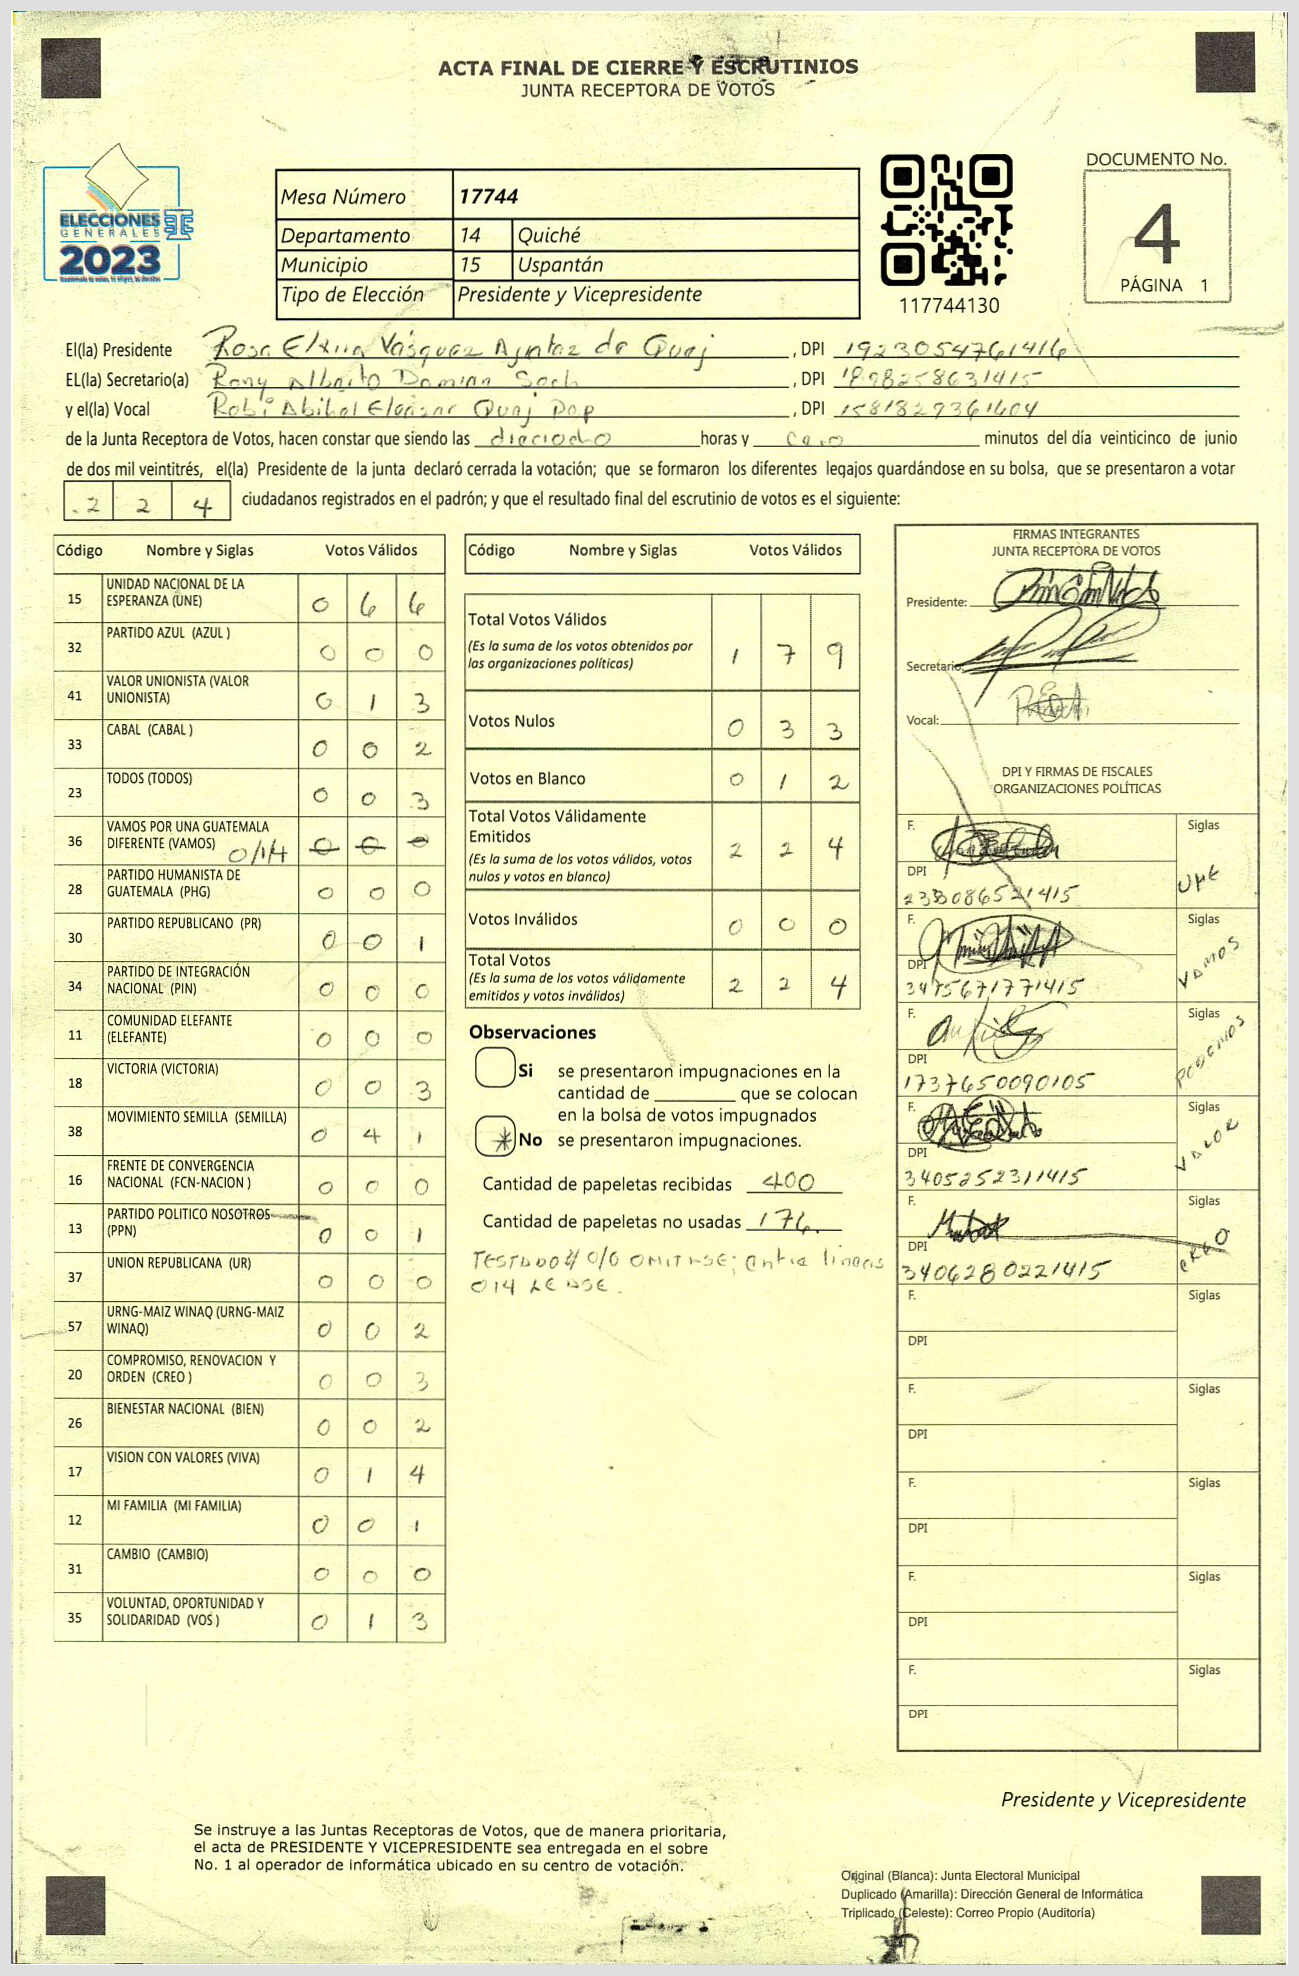 ACTA FINAL DE CIERRE Y ESCRUTINIOS
JUNTA RECEPTORA DE VOTOS
ELECCIONES
GENERALES
2023
Mesa Número 17744
Departamento 14 Quiché
Municipio 15 Uspantán
Tipo de Elección Presidente y Vicepresidente
117744130
DOCUMENTO No.
4
PÁGINA 1
El(la) Presidente Rosa Elvira Vásquez Ajnataz de Quej, DPI 1923054761416
EL(la) Secretario(a) Rony Alberto Damian Soch, DPI 1898258631415
y el(la) Vocal Eleazar Quej Pop, DPI 1581829361404
de la Junta Receptora de Votos, hacen constar que siendo las dieciocho horas y cero minutos del día veinticinco de junio
de dos mil veintitrés, el(la) Presidente de la junta declaró cerrada la votación; que se formaron los diferentes legajos guardándose en su bolsa, que se presentaron a votar
224 ciudadanos registrados en el padrón; y que el resultado final del escrutinio de votos es el siguiente:
Código Nombre y Siglas Votos Válidos
15 UNIDAD NACIONAL DE LA ESPERANZA (UNE) 0 6 6
32 PARTIDO AZUL (AZUL ) 0 0 0
41 VALOR UNIONISTA (VALOR UNIONISTA) 0 1 3
33 CABAL (CABAL ) 0 0 2
23 TODOS (TODOS) 0 0 3
36 VAMOS POR UNA GUATEMALA DIFERENTE (VAMOS) 0/14 0 0 0
28 PARTIDO HUMANISTA DE GUATEMALA (PHG) 0 0 0
30 PARTIDO REPUBLICANO (PR) 0 0 1
34 PARTIDO DE INTEGRACIÓN NACIONAL (PIN) 0 0 0
11 COMUNIDAD ELEFANTE (ELEFANTE) 0 0 0
18 VICTORIA (VICTORIA) 0 0 3
38 MOVIMIENTO SEMILLA (SEMILLA) 0 4 1
16 FRENTE DE CONVERGENCIA NACIONAL (FCN-NACION ) 0 0 0
13 PARTIDO POLITICO NOSOTROS (PPN) 0 0 1
37 UNION REPUBLICANA (UR) 0 0 0
57 URNG-MAIZ WINAQ (URNG-MAIZ WINAQ) 0 0 2
20 COMPROMISO, RENOVACION Y ORDEN (CREO ) 0 0 3
26 BIENESTAR NACIONAL (BIEN) 0 0 2
17 VISION CON VALORES (VIVA) 0 1 4
12 MI FAMILIA (MI FAMILIA) 0 0 1
31 CAMBIO (CAMBIO) 0 0 0
35 VOLUNTAD, OPORTUNIDAD Y SOLIDARIDAD (VOS ) 0 1 3
Código Nombre y Siglas Votos Válidos
Total Votos Válidos 1 7 9
(Es la suma de los votos obtenidos por
las organizaciones políticas)
Votos Nulos 0 3 3
Votos en Blanco 0 1 2
Total Votos Válidamente
Emitidos 2 2 4
(Es la suma de los votos válidos, votos
nulos y votos en blanco)
Votos Inválidos 0 0 0
Total Votos 2 2 4
(Es la suma de los votos válidamente
emitidos y votos inválidos)
Observaciones
Si se presentaron impugnaciones en la
cantidad de ________ que se colocan
en la bolsa de votos impugnados
No se presentaron impugnaciones.
Cantidad de papeletas recibidas 400
Cantidad de papeletas no usadas 176.
TESTADO 0/0 OMITASE; entre lineas
014 LEASE.
FIRMAS INTEGRANTES
JUNTA RECEPTORA DE VOTOS
Presidente:
Secretario:
Vocal:
DPI Y FIRMAS DE FISCALES
ORGANIZACIONES POLÍTICAS
F. Siglas
DPI UNE
086521415
F. Siglas
DPI VAMOS
3475671771415
F. Siglas
DPI PODEMOS
1737650090105
F. Siglas
DPI VALOR
3405252311415
F. Siglas
DPI CREO
3406280221415
F. Siglas
DPI
F. Siglas
DPI
F. Siglas
DPI
F. Siglas
DPI
F. Siglas
DPI
Presidente y Vicepresidente
Se instruye a las Juntas Receptoras de Votos, que de manera prioritaria,
el acta de PRESIDENTE Y VICEPRESIDENTE sea entregada en el sobre
No. 1 al operador de informática ubicado en su centro de votación.
Original (Blanca): Junta Electoral Municipal
Duplicado (Amarilla): Dirección General de Informática
Triplicado (Celeste): Correo Propio (Auditoría)